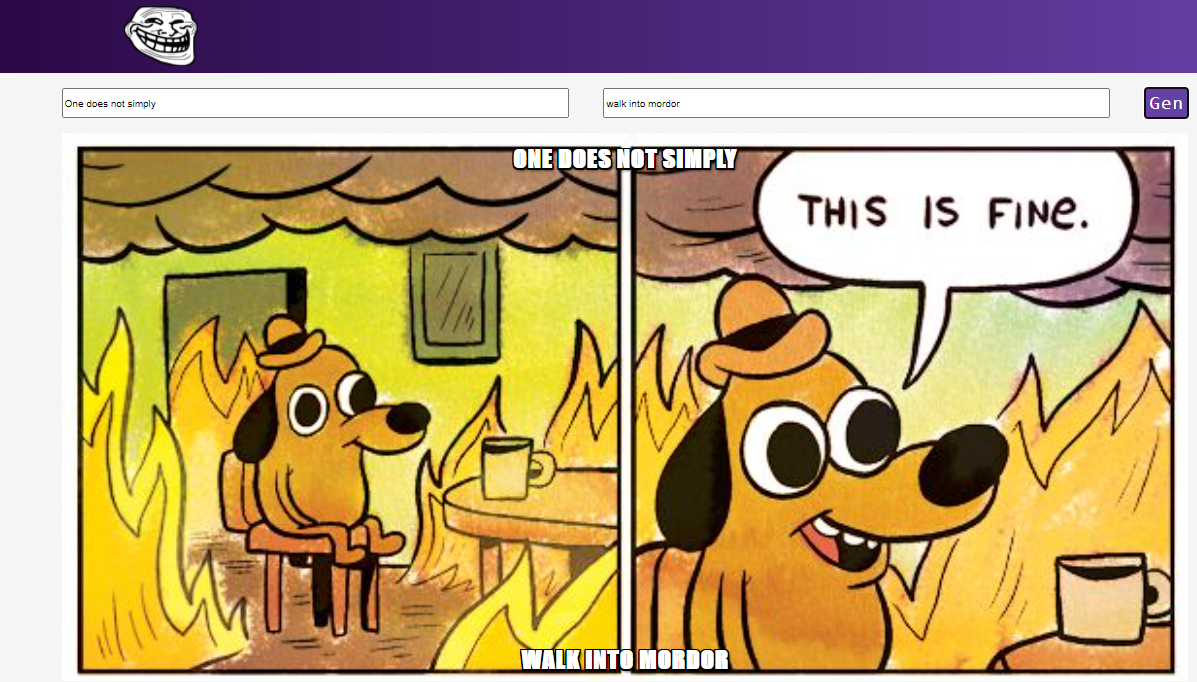 One does not simply
walk into mordor
Gen
ONE DOES NOT SIMPLY
THIS IS FINE.
WALK INTO MORDOR